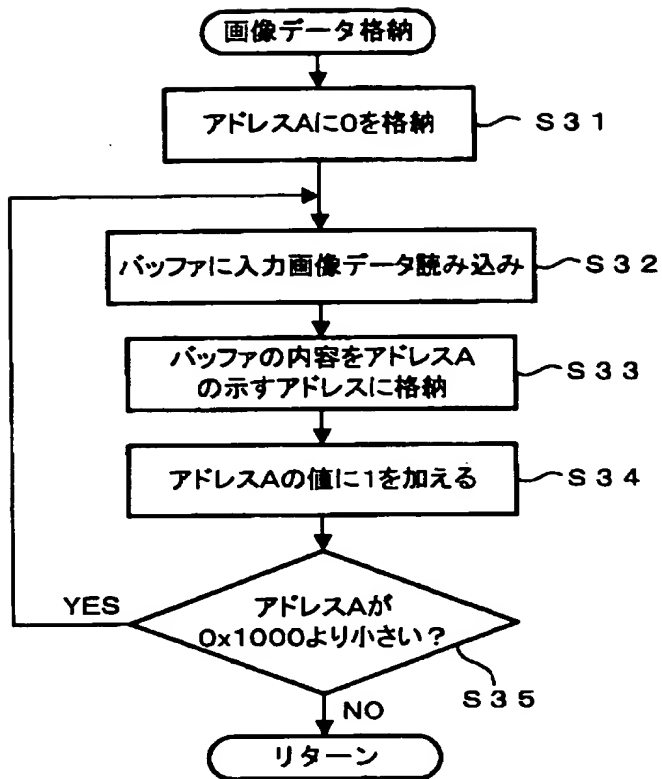 画像データ格納
アドレスAに0を格納
S31
バッファに入力画像データ読み込み
S32
バッファの内容をアドレスA
の示すアドレスに格納
S33
アドレスAの値に1を加える
S34
YES
アドレスAが
0x1000より小さい?
S35
NO
リターン